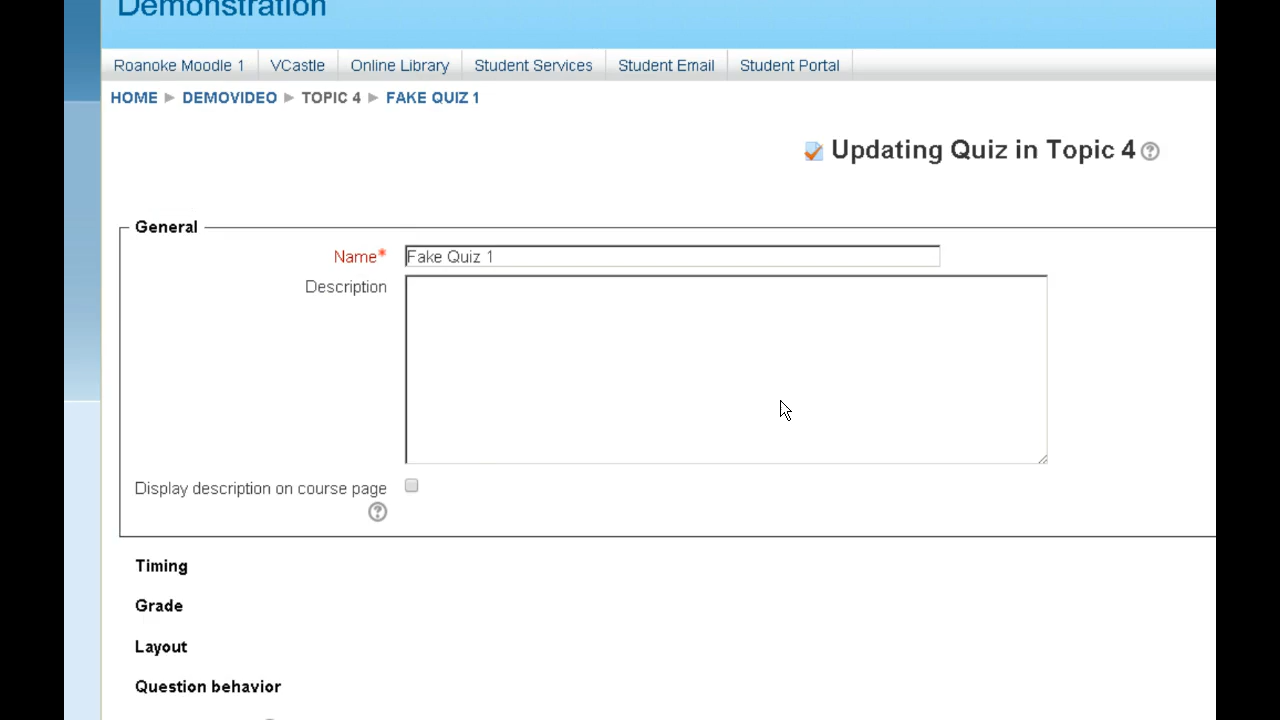 Demonstration
Roanoke Moodle 1 VCastle Online Library Student Services Student Email Student Portal
HOME ► DEMOVIDEO ► TOPIC 4 ► FAKE QUIZ 1
Updating Quiz in Topic 4 ?
General
Name* Fake Quiz 1
Description
Display description on course page
?
Timing
Grade
Layout
Question behavior